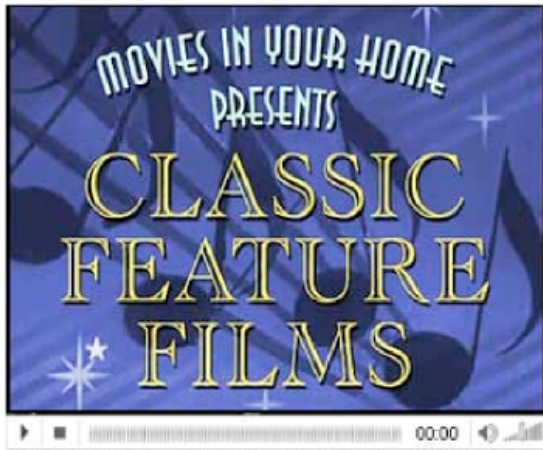 MOVIES IN YOUR HOME
PRESENTS
CLASSIC
FEATURE
FILMS
00:00